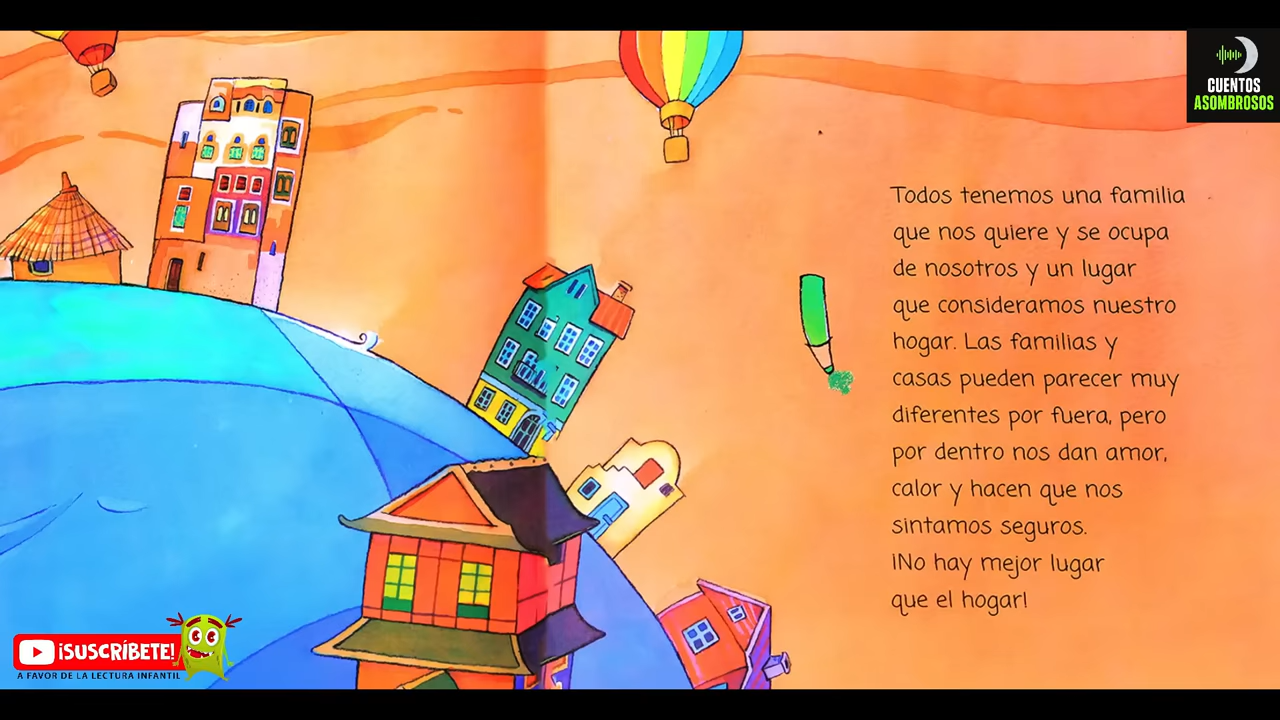 CUENTOS
ASOMBROSOS
Todos tenemos una familia
que nos quiere y se ocupa
de nosotros y un lugar
que consideramos nuestro
hogar. Las familias y
casas pueden parecer muy
diferentes por fuera, pero
por dentro nos dan amor,
calor y hacen que nos
sintamos seguros.
¡No hay mejor lugar
que el hogar!
¡SUSCRÍBETE!
A FAVOR DE LA LECTURA INFANTIL